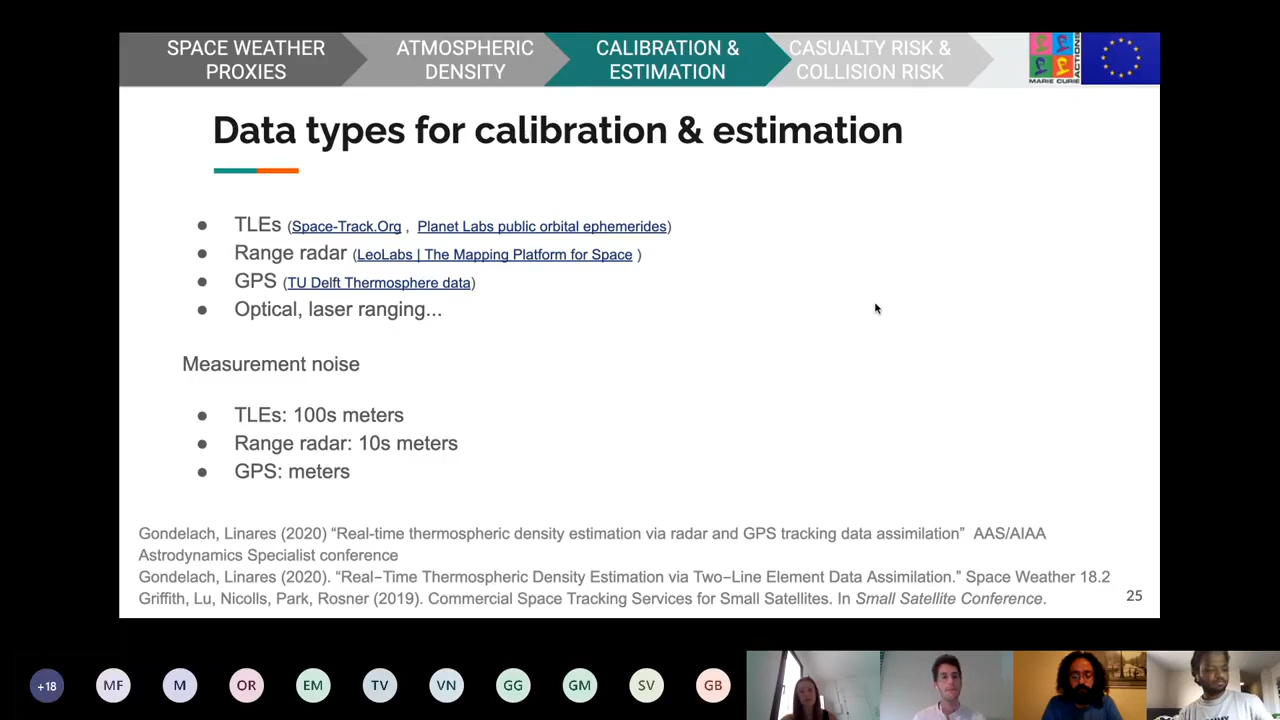 SPACE WEATHER
PROXIES
ATMOSPHERIC
DENSITY
CALIBRATION &
ESTIMATION
CASUALTY RISK &
COLLISION RISK
MARIE CURIE
ACTIONS
Data types for calibration & estimation
● TLEs (Space-Track.Org , Planet Labs public orbital ephemerides)
● Range radar (LeoLabs | The Mapping Platform for Space )
● GPS (TU Delft Thermosphere data)
● Optical, laser ranging...
Measurement noise
● TLEs: 100s meters
● Range radar: 10s meters
● GPS: meters
Gondelach, Linares (2020) “Real-time thermospheric density estimation via radar and GPS tracking data assimilation” AAS/AIAA
Astrodynamics Specialist conference
Gondelach, Linares (2020). “Real–Time Thermospheric Density Estimation via Two–Line Element Data Assimilation.” Space Weather 18.2
Griffith, Lu, Nicolls, Park, Rosner (2019). Commercial Space Tracking Services for Small Satellites. In Small Satellite Conference.
25
+18 MF M OR EM TV VN GG GM SV GB